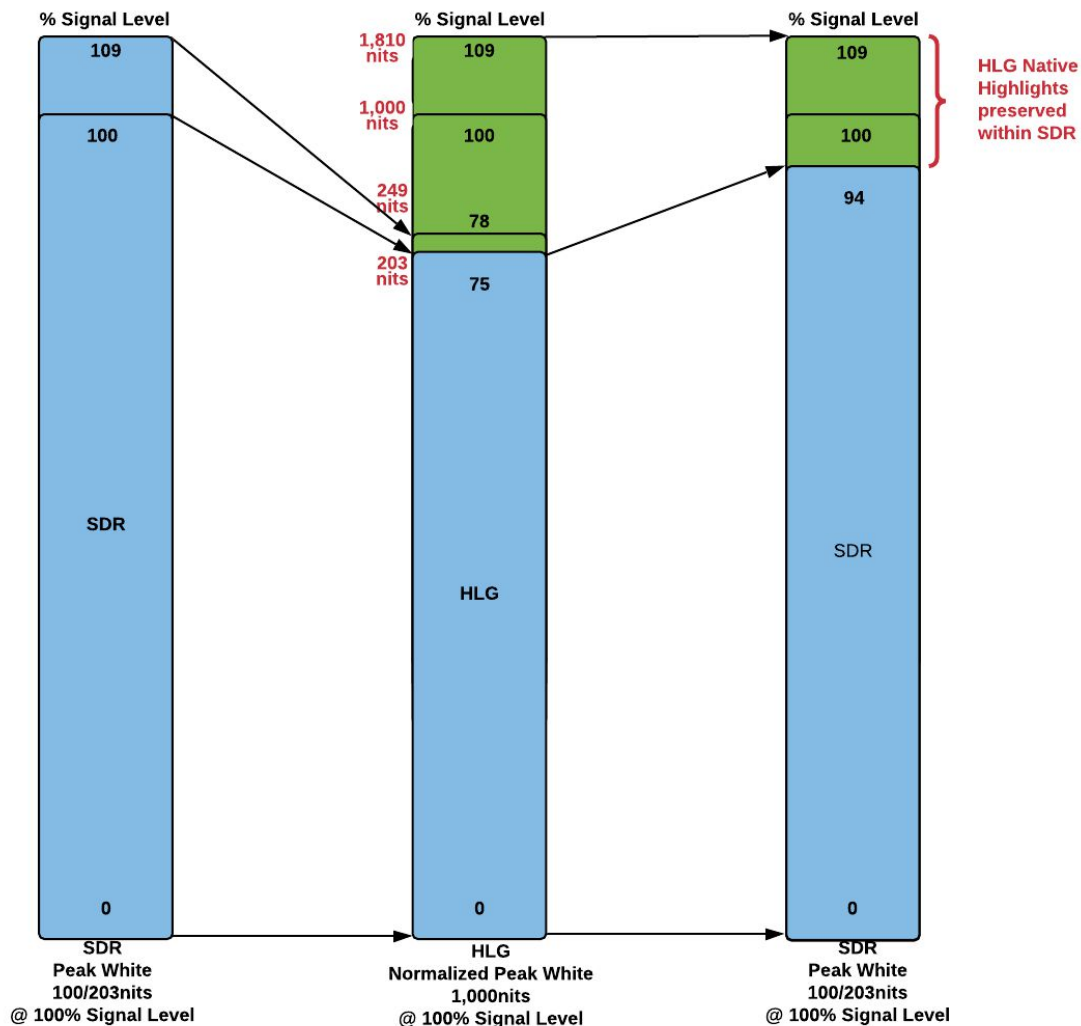 % Signal Level
109
100
SDR
0
SDR
Peak White
100/203nits
@ 100% Signal Level
% Signal Level
1,810
nits
109
1,000
nits
100
249
nits
78
203
nits
75
HLG
0
HLG
Normalized Peak White
1,000nits
@ 100% Signal Level
% Signal Level
109
100
94
SDR
0
SDR
Peak White
100/203nits
@ 100% Signal Level
HLG Native
Highlights
preserved
within SDR